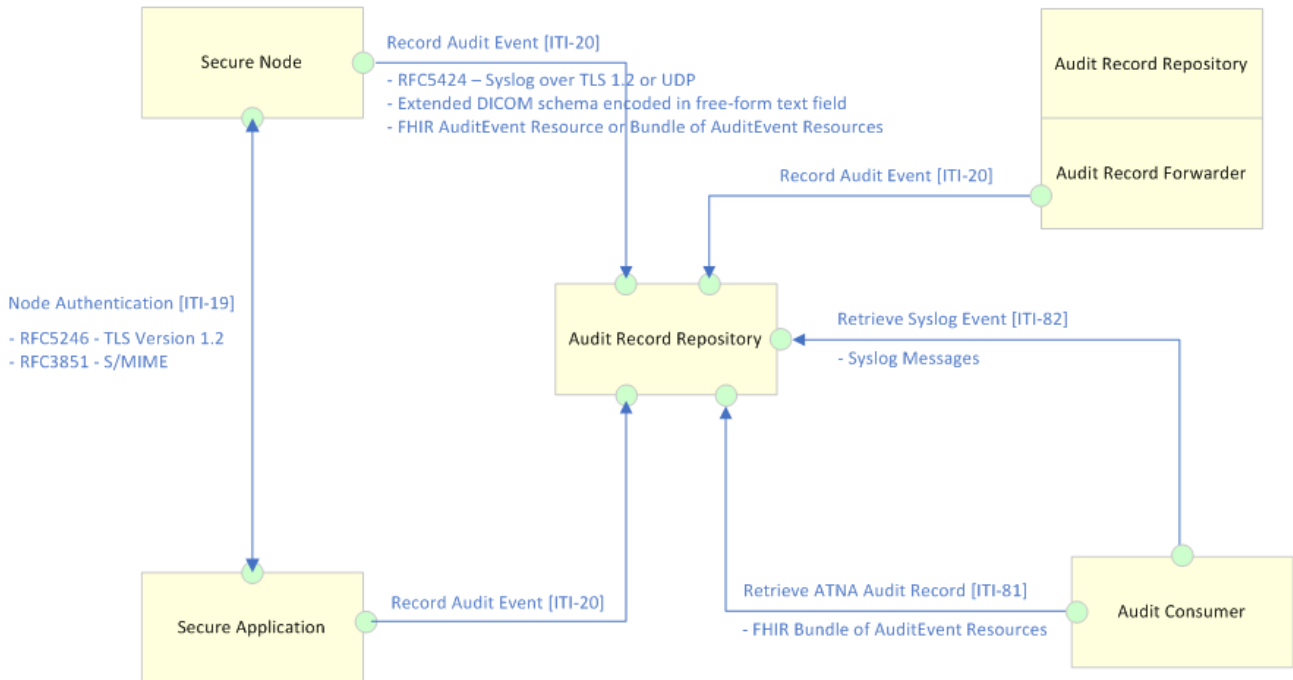 Secure Node
Record Audit Event [ITI-20]
- RFC5424 – Syslog over TLS 1.2 or UDP
- Extended DICOM schema encoded in free-form text field
- FHIR AuditEvent Resource or Bundle of AuditEvent Resources
Audit Record Repository
Audit Record Forwarder
Record Audit Event [ITI-20]
Node Authentication [ITI-19]
- RFC5246 - TLS Version 1.2
- RFC3851 - S/MIME
Audit Record Repository
Retrieve Syslog Event [ITI-82]
- Syslog Messages
Secure Application
Record Audit Event [ITI-20]
Retrieve ATNA Audit Record [ITI-81]
- FHIR Bundle of AuditEvent Resources
Audit Consumer